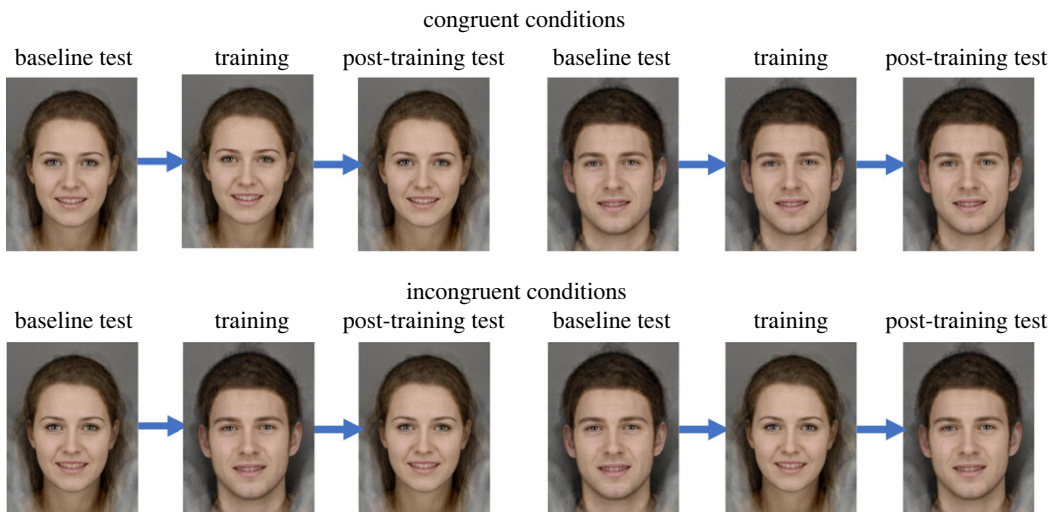 congruent conditions
baseline test training post-training test baseline test training post-training test
incongruent conditions
baseline test training post-training test baseline test training post-training test